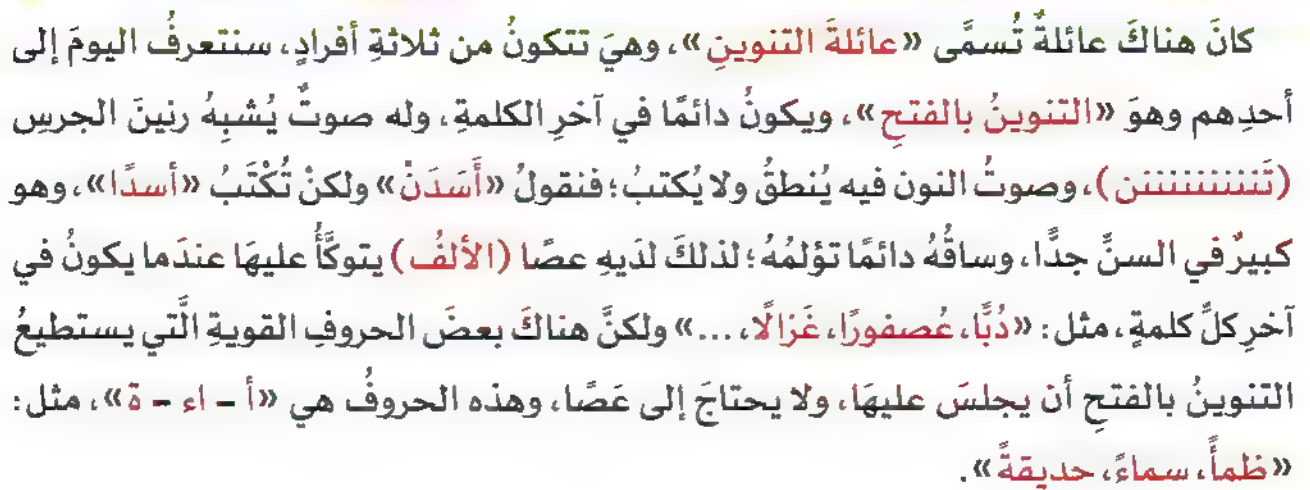 كانَ هناكَ عائلةٌ تُسمَّى «عائلةَ التنوينِ»، وهيَ تتكونُ من ثلاثةِ أفرادٍ، سنتعرفُ اليومَ إلى
أحدِهم وهوَ «التنوينُ بالفتحِ»، ويكونُ دائمًا في آخرِ الكلمةِ، وله صوتٌ يُشبِهُ رنينَ الجرسِ
(تَننننننننن)، وصوتُ النون فيه يُنطقُ ولا يُكتبُ؛ فنقولُ «أَسَدَنْ» ولكنْ تُكْتَبُ «أسدًا»، وهو
كبيرٌ في السنِّ جدًّا، وساقُهُ دائمًا تؤلمُهُ؛ لذلكَ لدَيهِ عصًا (الألفُ) يتوكَّأُ عليهَا عندَما يكونُ في
آخرِ كلِّ كلمةٍ، مثل: «دُبًّا، عُصفورًا، غَزالًا، ...» ولكنَّ هناكَ بعضَ الحروفِ القويةِ الَّتي يستطيعُ
التنوينُ بالفتحِ أن يجلسَ عليهَا، ولا يحتاجَ إلى عَصًا، وهذه الحروفُ هي «أ - اء - ة»، مثل:
«ظمأً، سماءً، حديقةً».